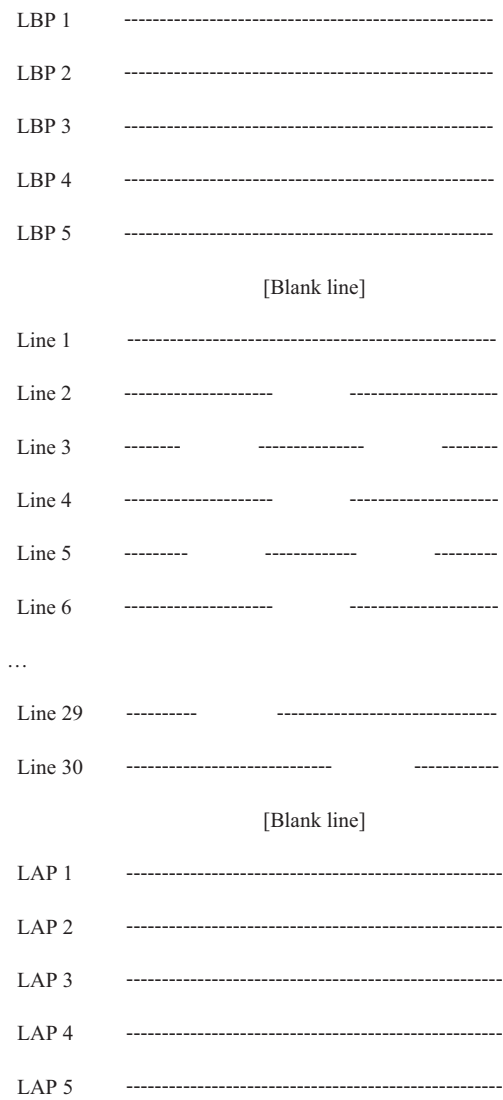 LBP 1 ----------------------------------------------------
LBP 2 ----------------------------------------------------
LBP 3 ----------------------------------------------------
LBP 4 ----------------------------------------------------
LBP 5 ----------------------------------------------------
[Blank line]
Line 1 ----------------------------------------------------
Line 2 --------------------- ---------------------
Line 3 -------- --------------- --------
Line 4 --------------------- ---------------------
Line 5 --------- ------------- ---------
Line 6 --------------------- ---------------------
…
Line 29 ---------- -------------------------------
Line 30 ----------------------------- ------------
[Blank line]
LAP 1 -----------------------------------------------------
LAP 2 -----------------------------------------------------
LAP 3 -----------------------------------------------------
LAP 4 -----------------------------------------------------
LAP 5 -----------------------------------------------------